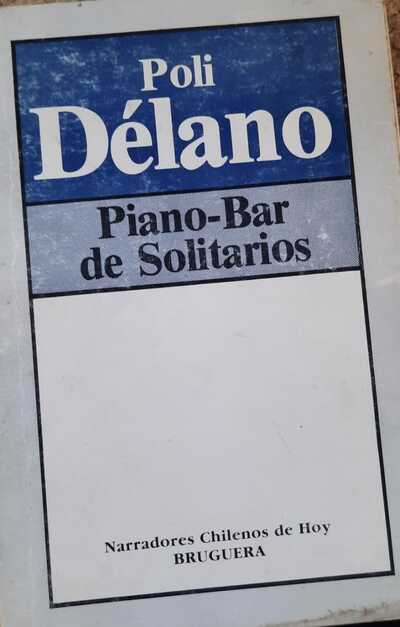 Poli
Délano
Piano-Bar
de Solitarios
Narradores Chilenos de Hoy
BRUGUERA